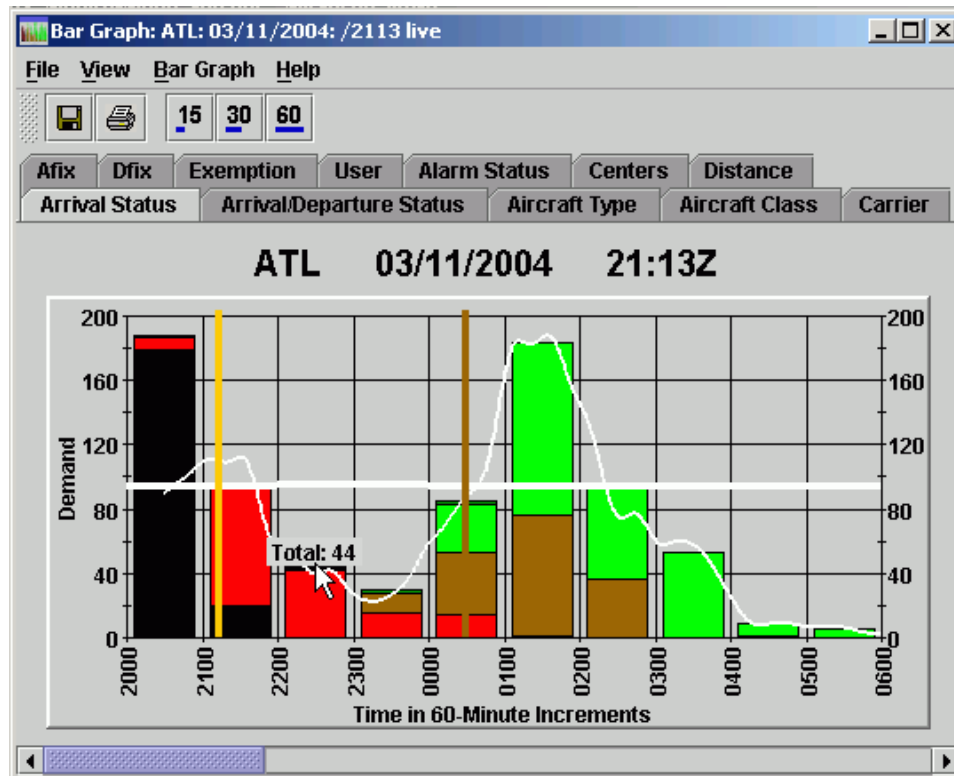 Bar Graph: ATL: 03/11/2004: /2113 live
File View Bar Graph Help
15 30 60
Afix Dfix Exemption User Alarm Status Centers Distance
Arrival Status Arrival/Departure Status Aircraft Type Aircraft Class Carrier
ATL 03/11/2004 21:13Z
200 200
160 160
120 120
80 80
40 40
0 0
Demand
Total: 44
2000 2100 2200 2300 0000 0100 0200 0300 0400 0500 0600
Time in 60-Minute Increments